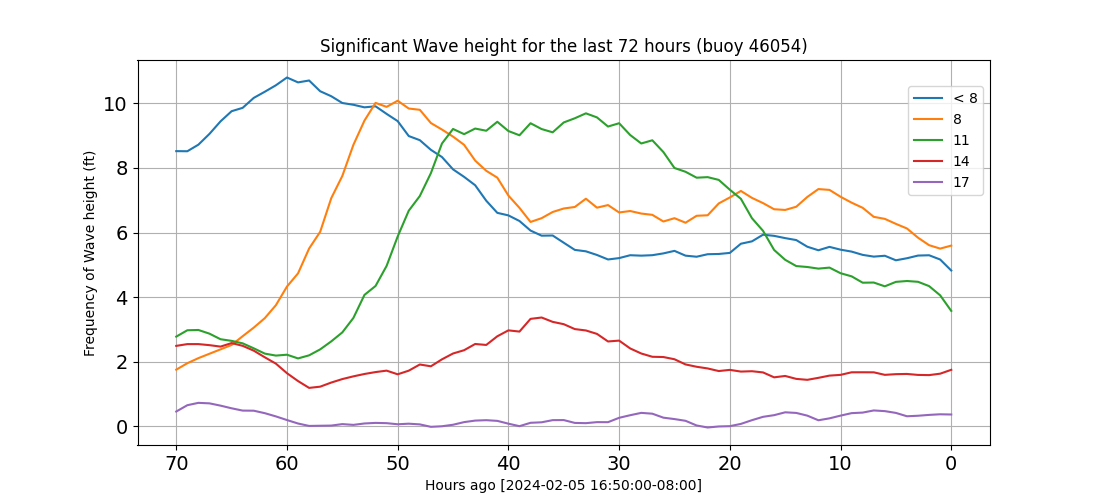 Significant Wave height for the last 72 hours (buoy 46054)
Frequency of Wave height (ft)
10
8
6
4
2
0
< 8
8
11
14
17
70 60 50 40 30 20 10 0
Hours ago [2024-02-05 16:50:00-08:00]